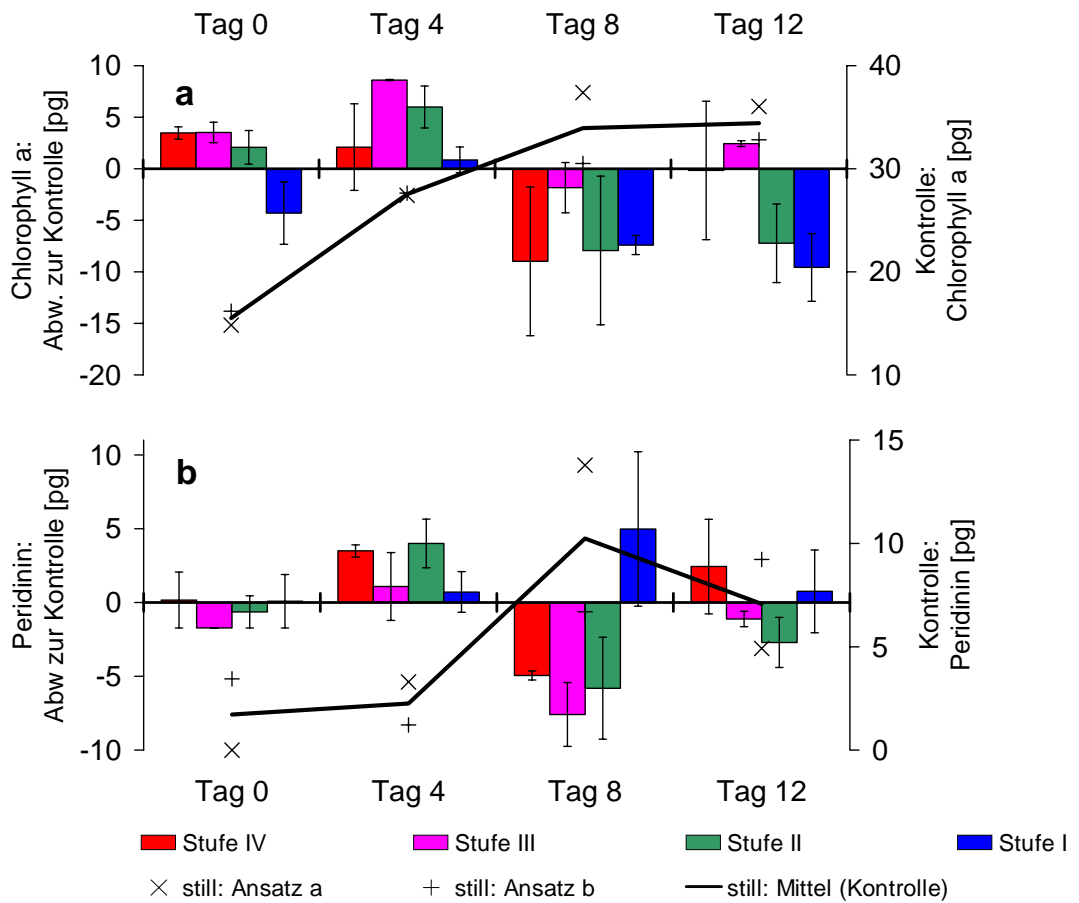 Tag 0 Tag 4 Tag 8 Tag 12
a
Chlorophyll a:
Abw. zur Kontrolle [pg]
10
5
0
-5
-10
-15
-20
40
30
20
10
Kontrolle:
Chlorophyll a [pg]
b
Peridinin:
Abw zur Kontrolle [pg]
10
5
0
-5
-10
15
10
5
0
Kontrolle:
Peridinin [pg]
Tag 0 Tag 4 Tag 8 Tag 12
Stufe IV Stufe III Stufe II Stufe I
still: Ansatz a still: Ansatz b still: Mittel (Kontrolle)